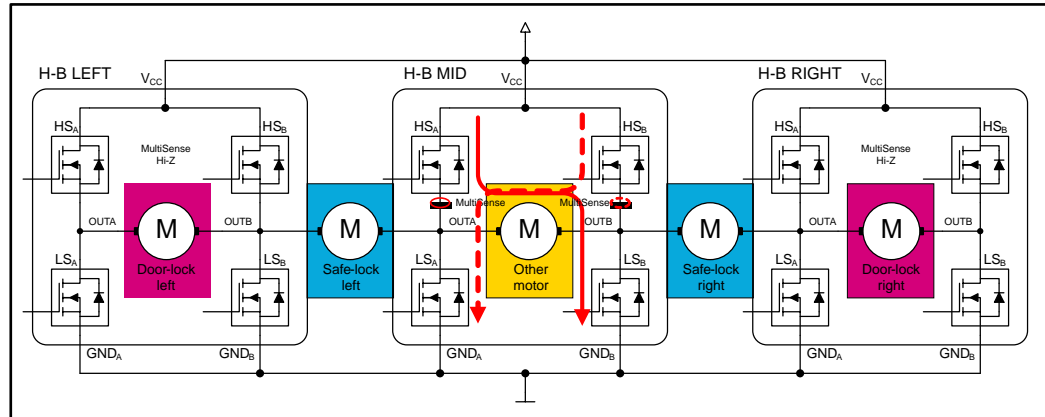 H-B LEFT
VCC
H-B MID
VCC
H-B RIGHT
VCC
HSA
HSB
HSA
HSB
HSA
HSB
MultiSense
Hi-Z
MultiSense
Hi-Z
MultiSense
MultiSense
OUTA
M
OUTB
M
OUTA
M
OUTB
M
OUTA
M
OUTB
LSA
Door-lock
left
LSB
Safe-lock
left
LSA
Other
motor
LSB
Safe-lock
right
LSA
Door-lock
right
LSB
GNDA
GNDB
GNDA
GNDB
GNDA
GNDB